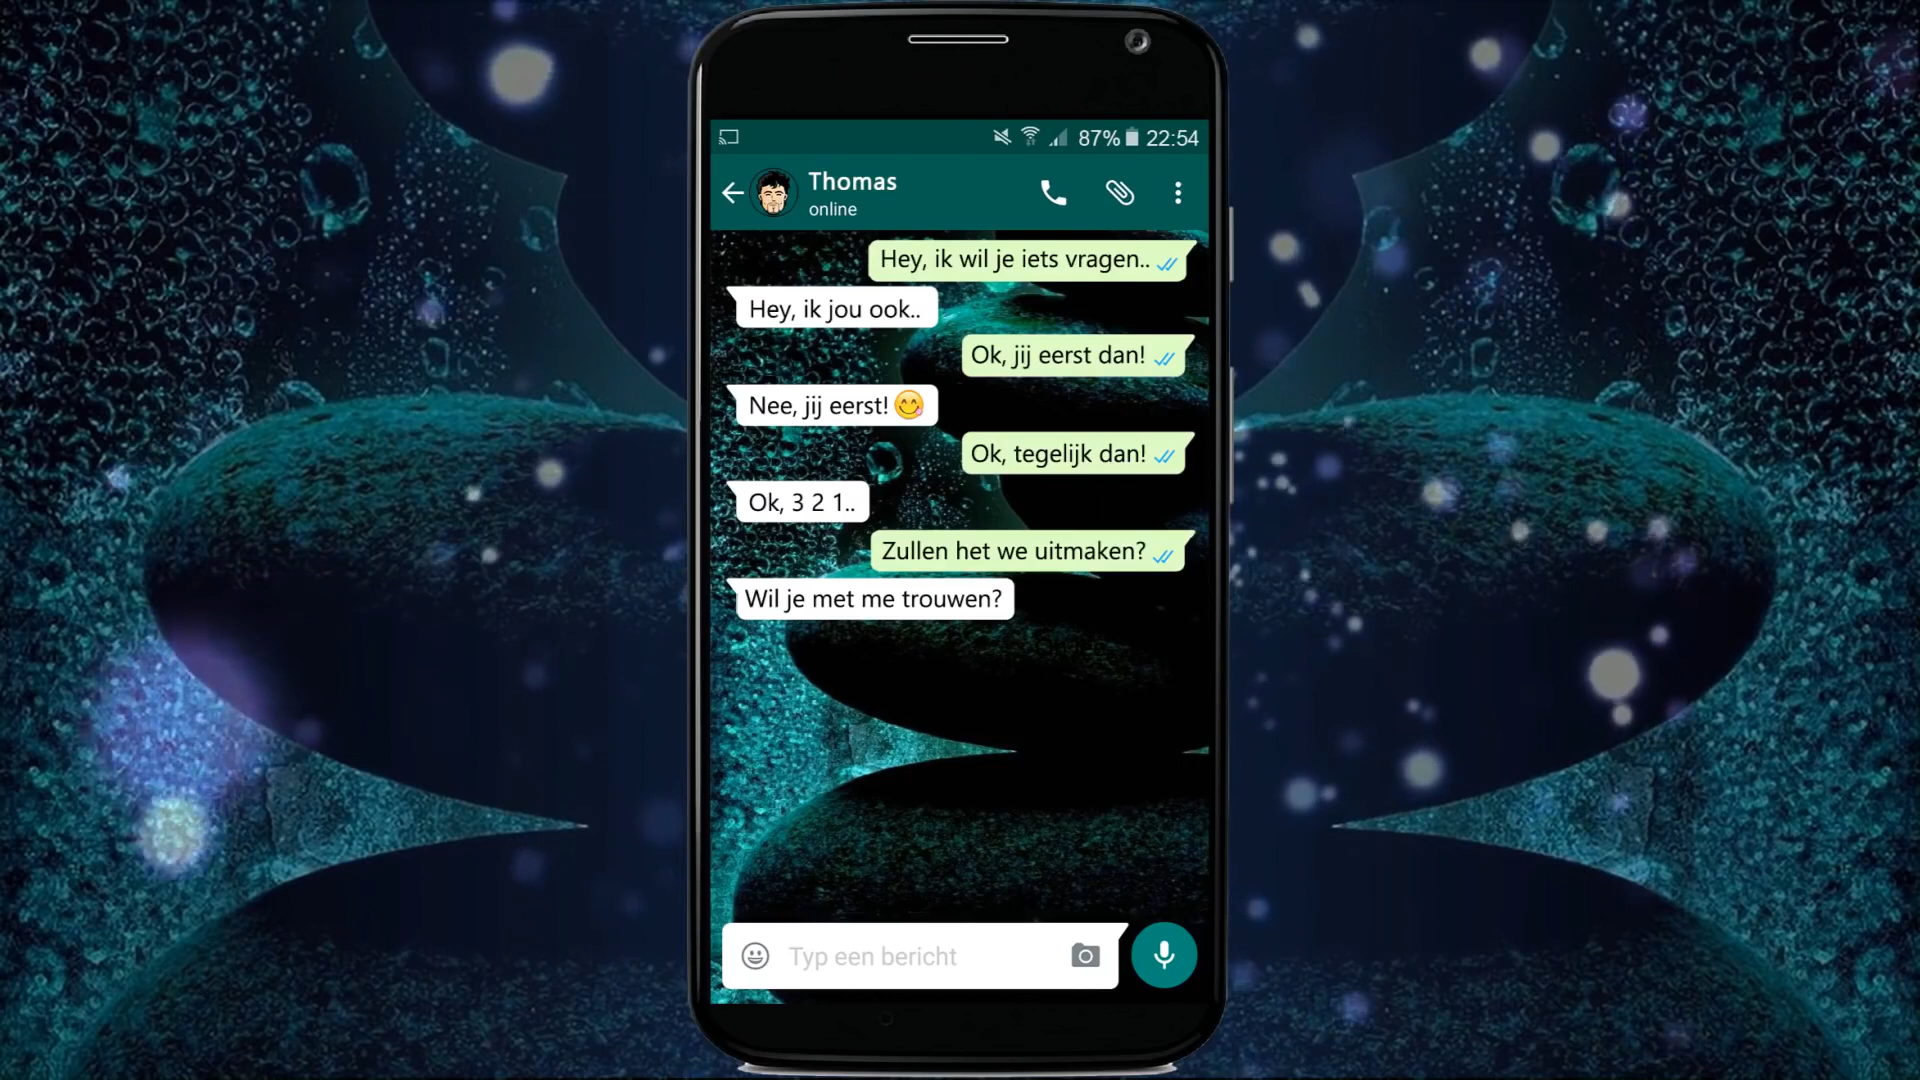 87% 22:54
Thomas
online
Hey, ik wil je iets vragen..
Hey, ik jou ook..
Ok, jij eerst dan!
Nee, jij eerst! 😋
Ok, tegelijk dan!
Ok, 3 2 1..
Zullen het we uitmaken?
Wil je met me trouwen?
Typ een bericht